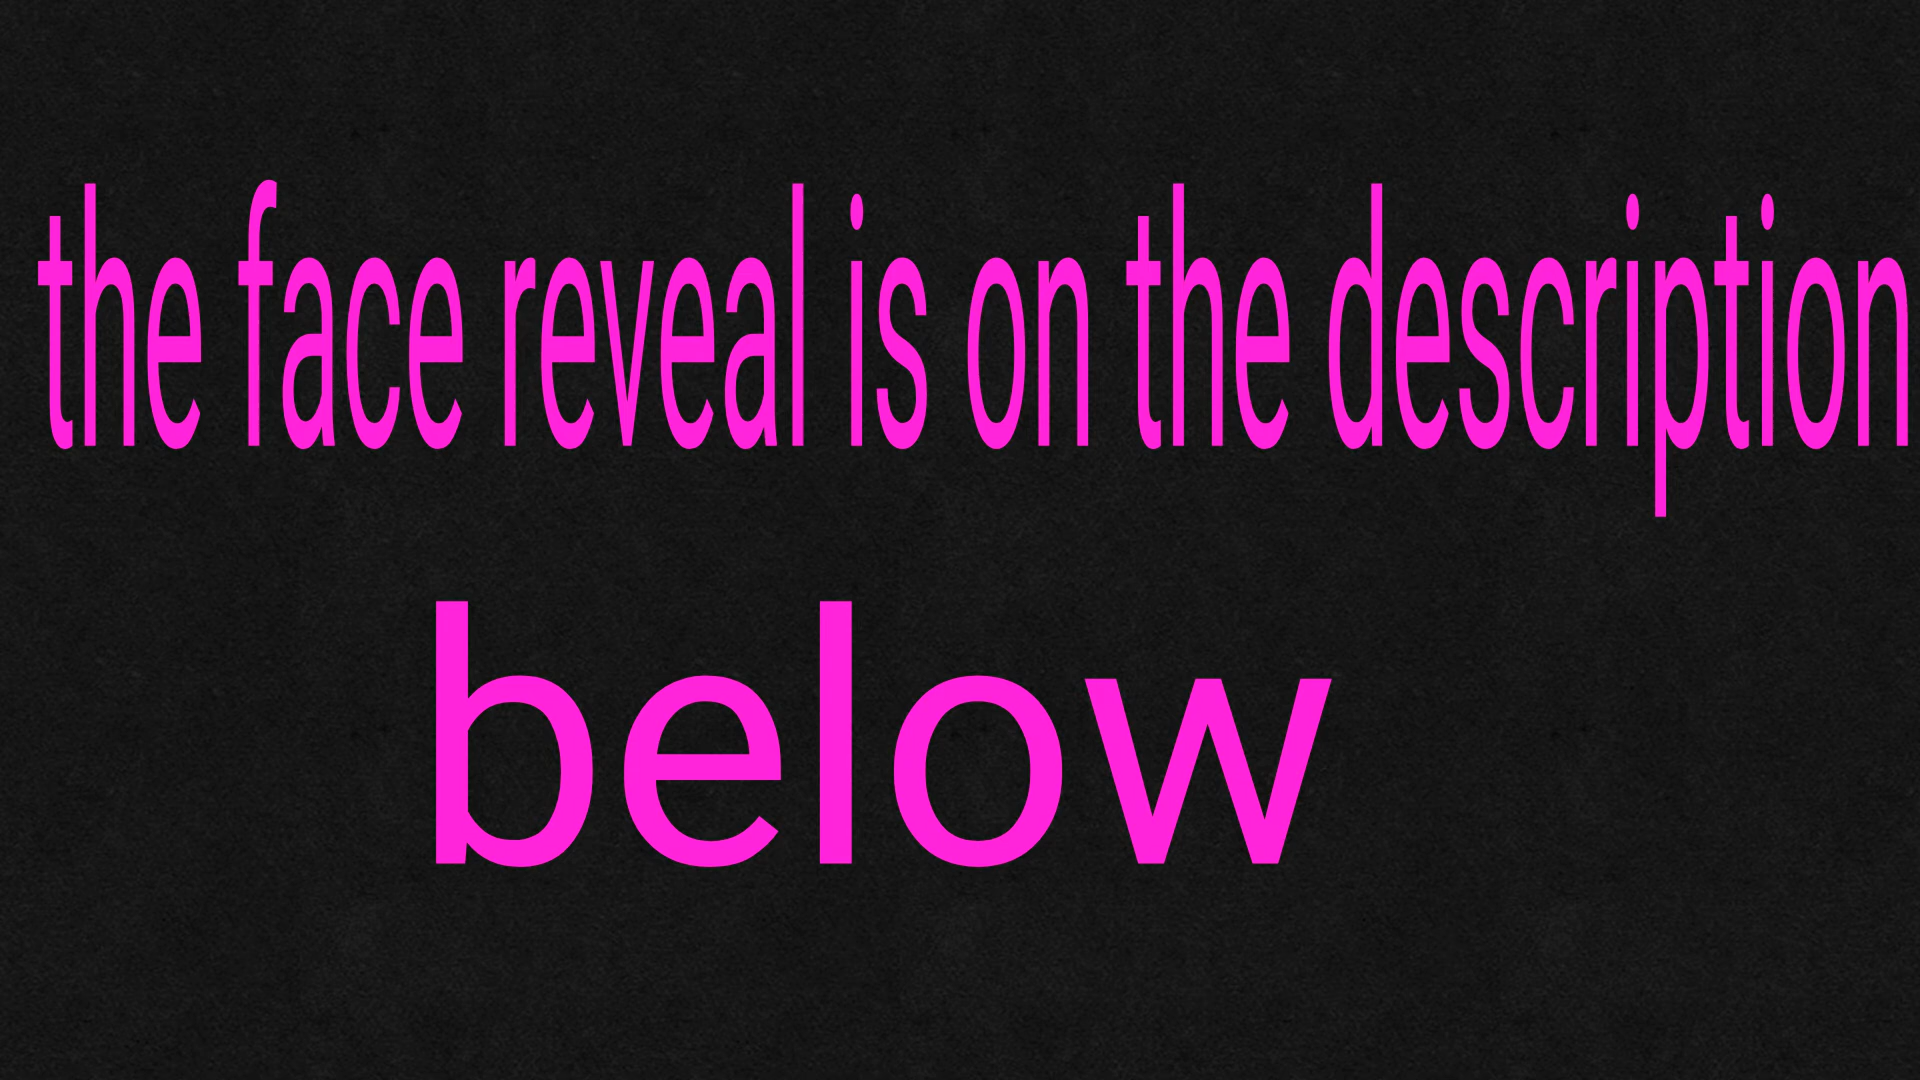 the face reveal is on the description
below